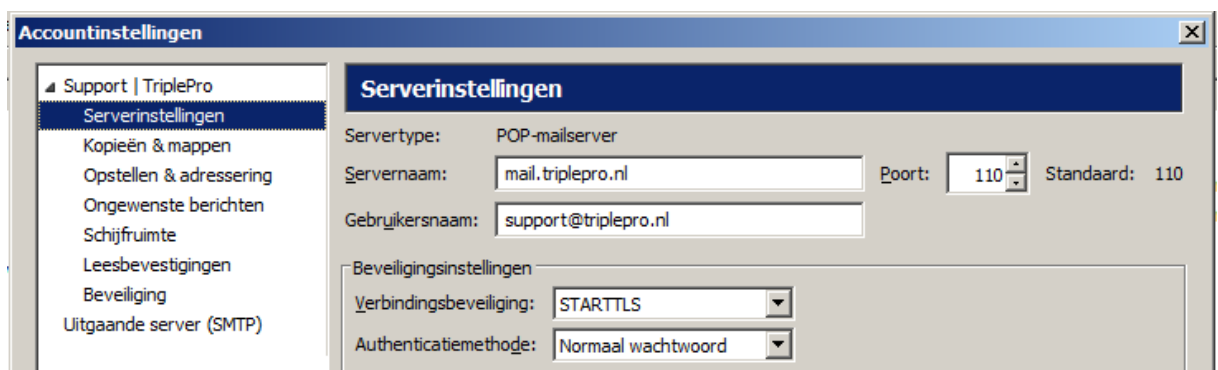 Accountinstellingen
Support | TriplePro
Serverinstellingen
Kopieën & mappen
Opstellen & adressering
Ongewenste berichten
Schijfruimte
Leesbevestigingen
Beveiliging
Uitgaande server (SMTP)
Serverinstellingen
Servertype: POP-mailserver
Servernaam: mail.triplepro.nl Poort: 110 Standaard: 110
Gebruikersnaam: support@triplepro.nl
Beveiligingsinstellingen
Verbindingsbeveiliging: STARTTLS
Authenticatiemethode: Normaal wachtwoord